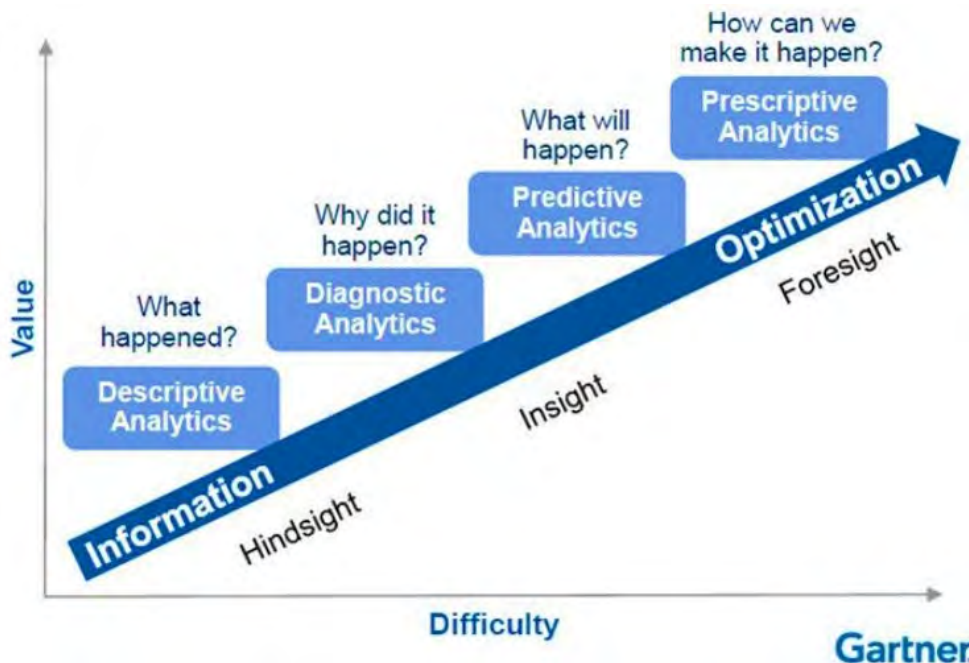 How can we
make it happen?
Prescriptive
Analytics
What will
happen?
Predictive
Analytics
Why did it
happen?
Diagnostic
Analytics
What
happened?
Descriptive
Analytics
Value
Information
Optimization
Hindsight
Insight
Foresight
Difficulty
Gartner